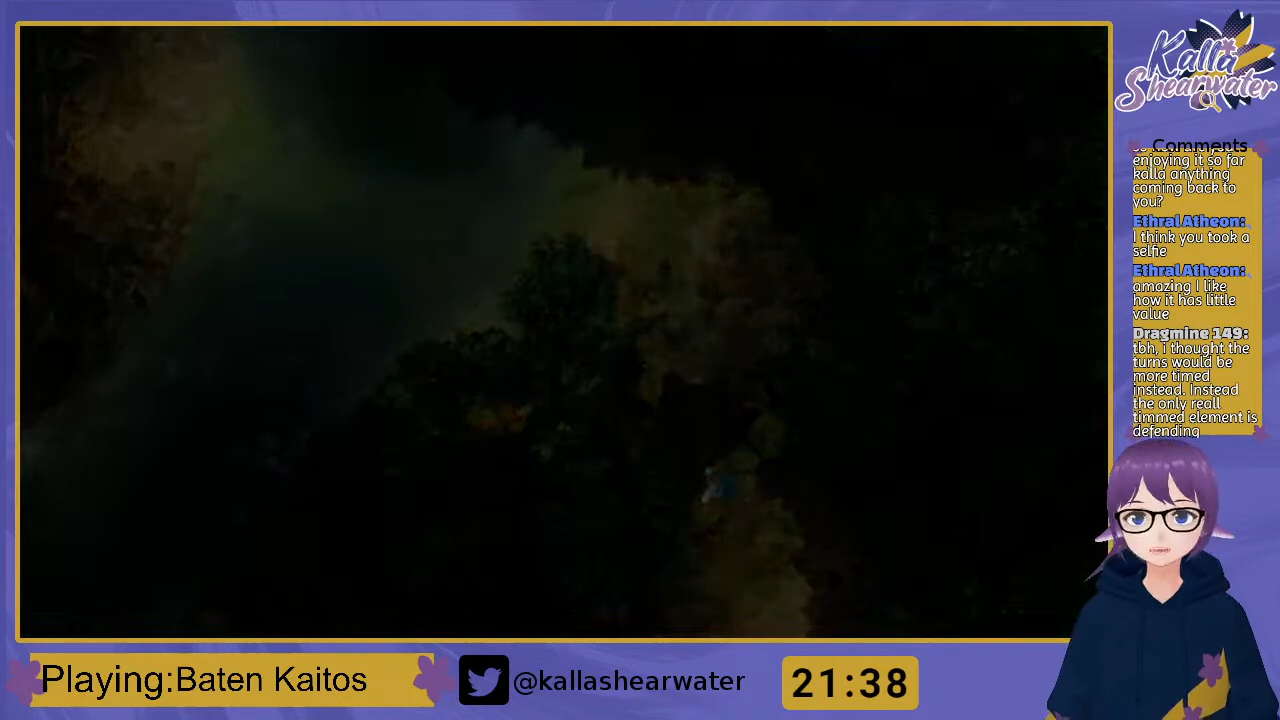 Kalla
Shearwater
Comments
enjoying it so far
kalla anything
coming back to
you?
Ethral Atheon:
I think you took a
selfie
Ethral Atheon:
amazing I like
how it has little
value
Dragmine 149:
tbh, i thought the
turns would be
more timed
instead. Instead
the only reall
timmed element is
defending
Playing:Baten Kaitos
@kallashearwater
21:38